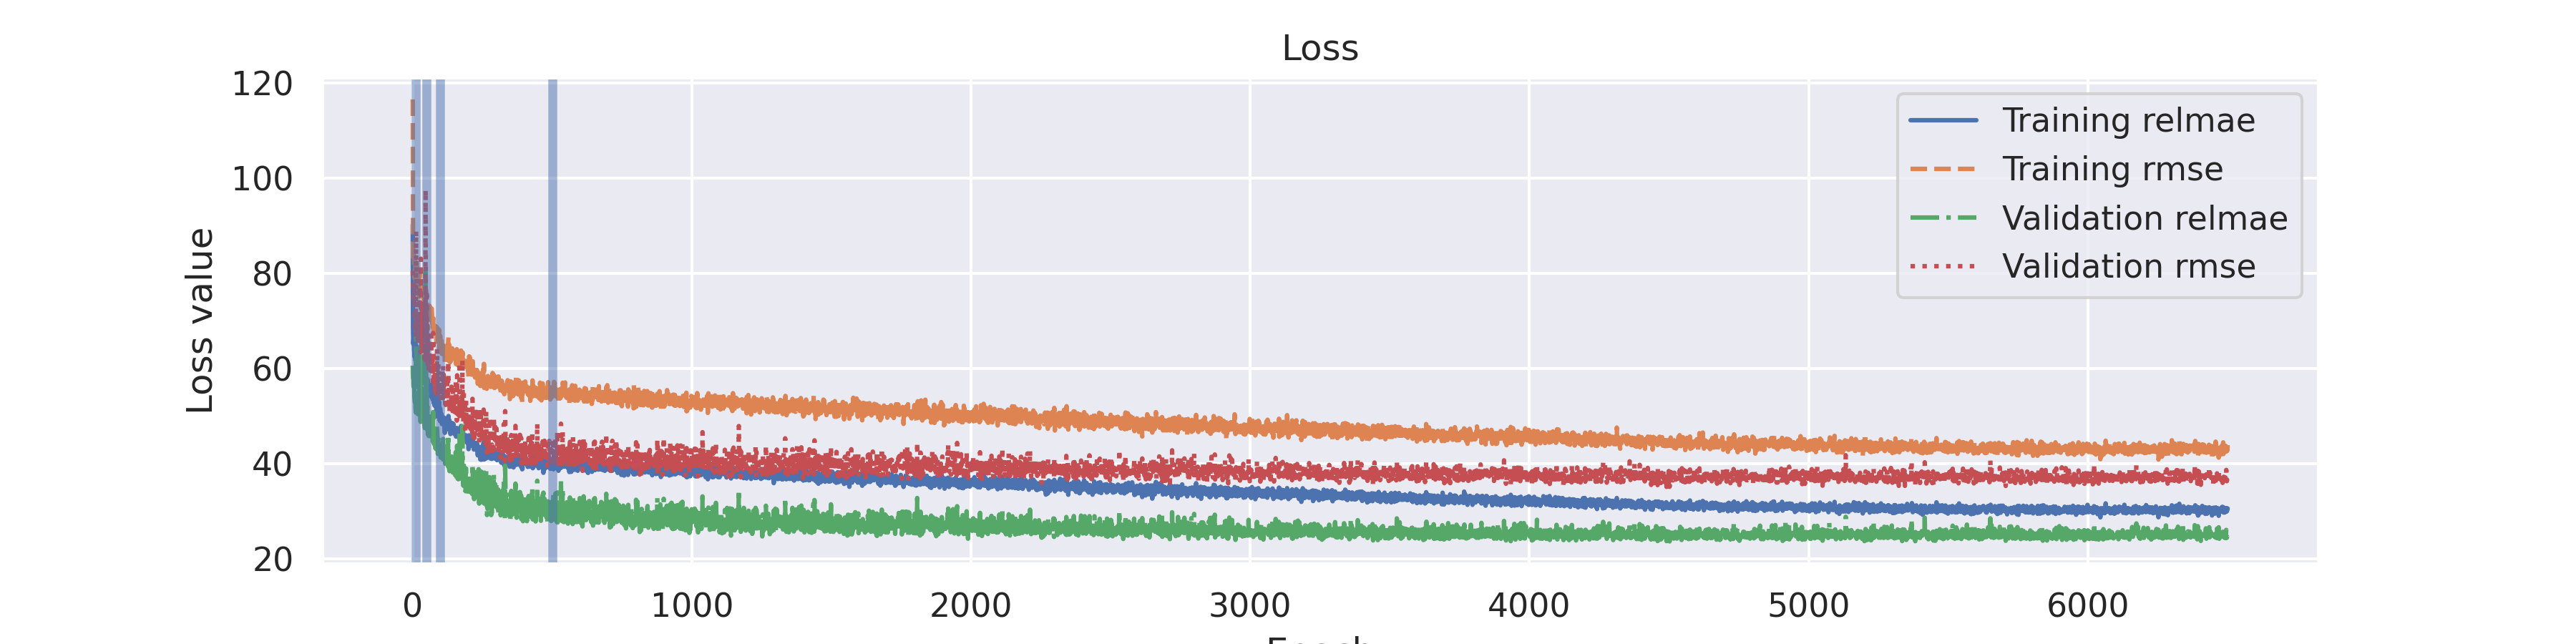 Loss
120
100
80
60
40
20
Loss value
Training relmae
Training rmse
Validation relmae
Validation rmse
0 1000 2000 3000 4000 5000 6000
Epoch